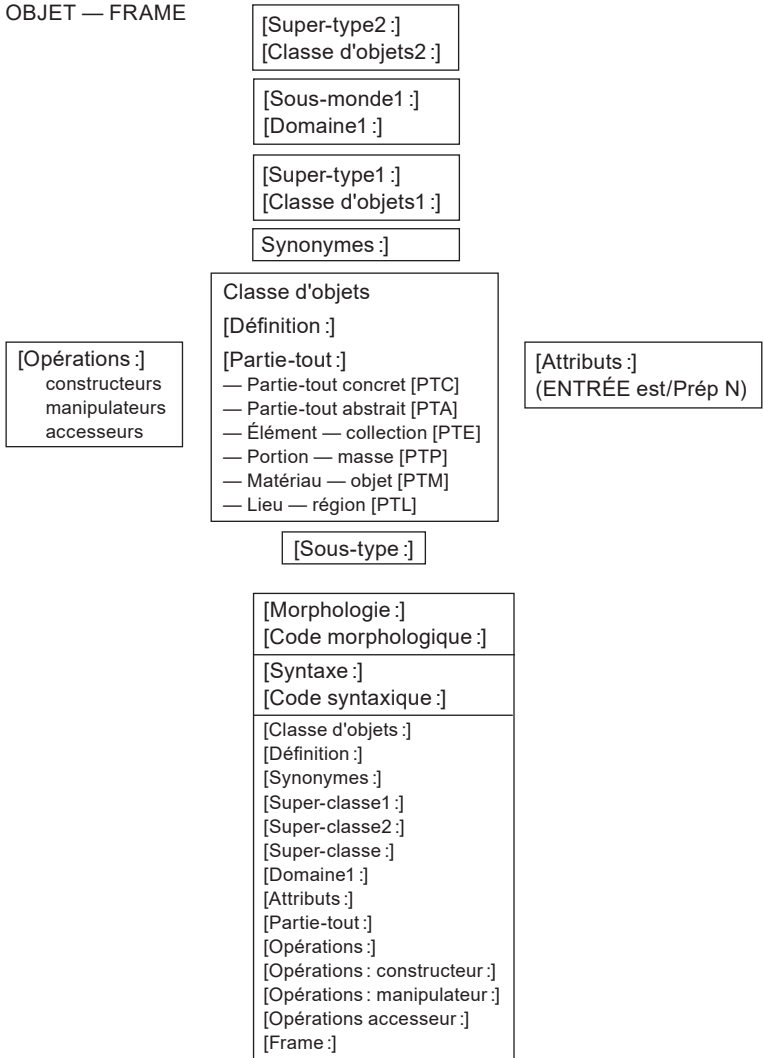 OBJET — FRAME
[Super-type2 :]
[Classe d'objets2 :]
[Sous-monde1 :]
[Domaine1 :]
[Super-type1 :]
[Classe d'objets1 :]
Synonymes :]
Classe d'objets
[Définition :]
[Partie-tout :]
— Partie-tout concret [PTC]
— Partie-tout abstrait [PTA]
— Élément — collection [PTE]
— Portion — masse [PTP]
— Matériau — objet [PTM]
— Lieu — région [PTL]
[Opérations :]
constructeurs
manipulateurs
accesseurs
[Attributs :]
(ENTRÉE est/Prép N)
[Sous-type :]
[Morphologie :]
[Code morphologique :]
[Syntaxe :]
[Code syntaxique :]
[Classe d'objets :]
[Définition :]
[Synonymes :]
[Super-classe1 :]
[Super-classe2 :]
[Super-classe :]
[Domaine1 :]
[Attributs :]
[Partie-tout :]
[Opérations :]
[Opérations : constructeur :]
[Opérations : manipulateur :]
[Opérations accesseur :]
[Frame :]